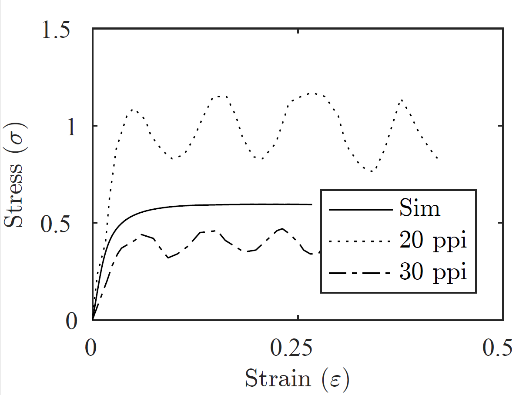 1.5
1
0.5
0
Stress (σ)
Sim
20 ppi
30 ppi
0
0.25
0.5
Strain (ε)